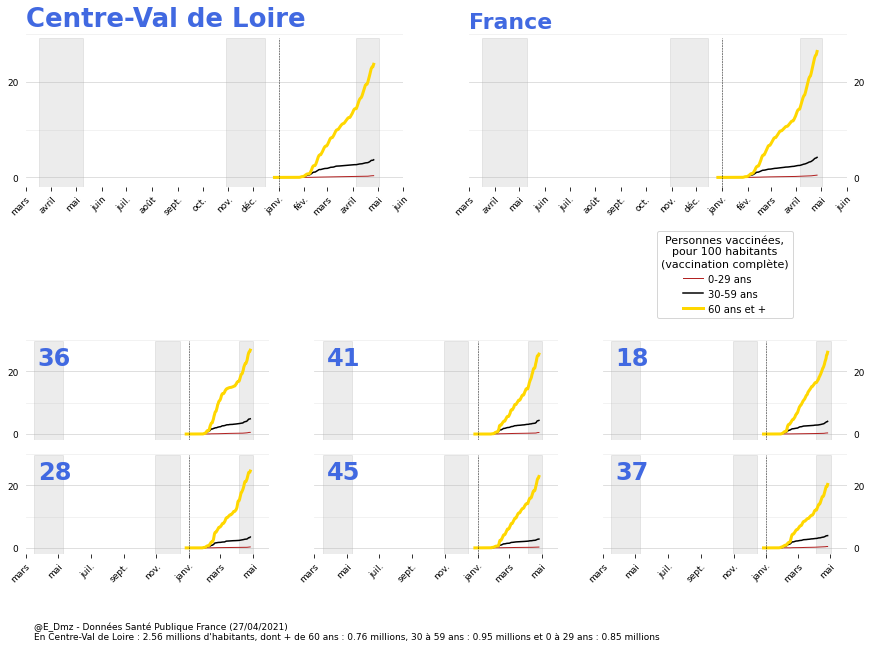 Centre-Val de Loire
France
20
0
20
0
mars avril mai juin juil. août sept. oct. nov. déc. janv. fév. mars avril mai juin
mars avril mai juin juil. août sept. oct. nov. déc. janv. fév. mars avril mai juin
Personnes vaccinées,
pour 100 habitants
(vaccination complète)
0-29 ans
30-59 ans
60 ans et +
36
41
18
20
0
20
0
28
45
37
20
0
20
0
mars mai juil. sept. nov. janv. mars mai
mars mai juil. sept. nov. janv. mars mai
mars mai juil. sept. nov. janv. mars mai
@E_Dmz - Données Santé Publique France (27/04/2021)
En Centre-Val de Loire : 2.56 millions d'habitants, dont + de 60 ans : 0.76 millions, 30 à 59 ans : 0.95 millions et 0 à 29 ans : 0.85 millions